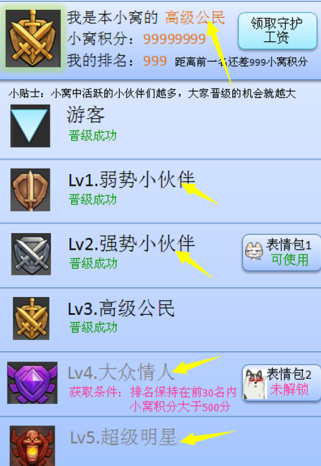 我是本小窝的 高级公民
小窝积分：99999999
我的排名：999 距离前一名还差999小窝积分
领取守护
工资
小贴士：小窝中活跃的小伙伴们越多，大家晋级的机会就越大
游客
晋级成功
Lv1.弱势小伙伴
晋级成功
Lv2.强势小伙伴
晋级成功
表情包1
可使用
Lv3.高级公民
晋级成功
Lv4.大众情人
获取条件：排名保持在前30名内
小窝积分大于500分
表情包2
未解锁
Lv5.超级明星